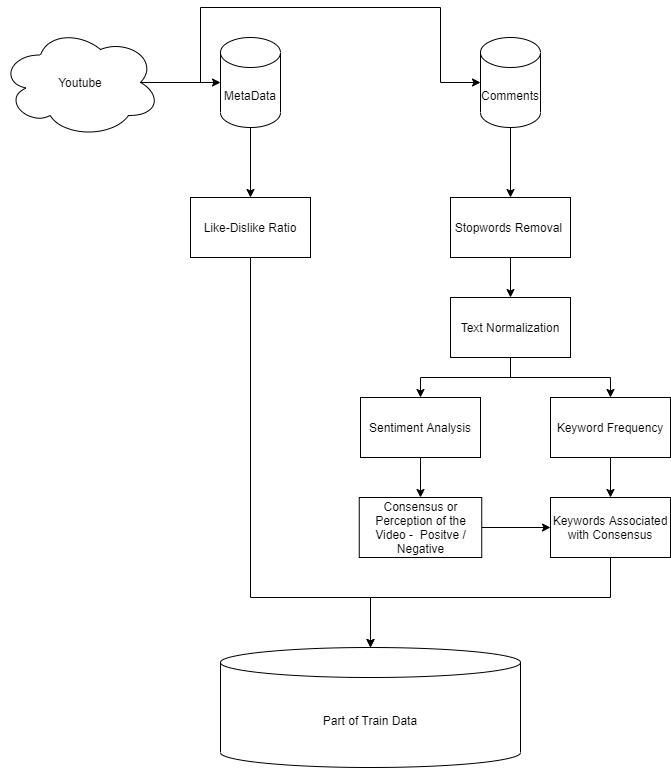 Youtube
MetaData
Comments
Like-Dislike Ratio
Stopwords Removal
Text Normalization
Sentiment Analysis
Keyword Frequency
Consensus or
Perception of the
Video -  Positve /
Negative
Keywords Associated
with Consensus
Part of Train Data